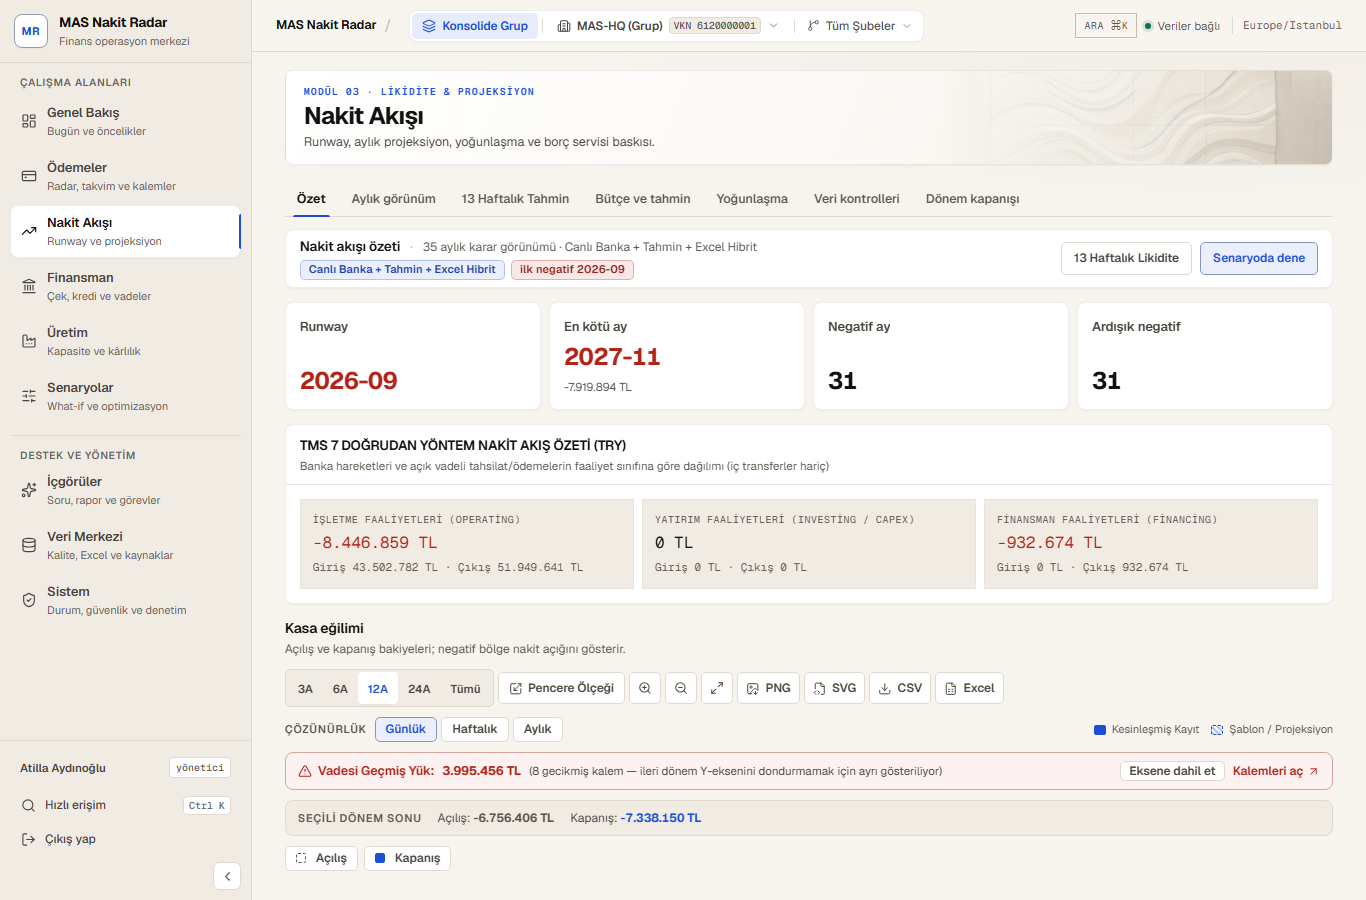 MR
MAS Nakit Radar
Finans operasyon merkezi
ÇALIŞMA ALANLARI
Genel Bakış
Bugün ve öncelikler
Ödemeler
Radar, takvim ve kalemler
Nakit Akışı
Runway ve projeksiyon
Finansman
Çek, kredi ve vadeler
Üretim
Kapasite ve kârlılık
Senaryolar
What-if ve optimizasyon
DESTEK VE YÖNETİM
İçgörüler
Soru, rapor ve görevler
Veri Merkezi
Kalite, Excel ve kaynaklar
Sistem
Durum, güvenlik ve denetim
Atilla Aydınoğlu yönetici
Hızlı erişim Ctrl K
Çıkış yap
MAS Nakit Radar / Konsolide Grup MAS-HQ (Grup) VKN 6120000001 Tüm Şubeler ARA ⌘K Veriler bağlı Europe/Istanbul
MODÜL 03 · LİKİDİTE & PROJEKSİYON
Nakit Akışı
Runway, aylık projeksiyon, yoğunlaşma ve borç servisi baskısı.
Özet Aylık görünüm 13 Haftalık Tahmin Bütçe ve tahmin Yoğunlaşma Veri kontrolleri Dönem kapanışı
Nakit akışı özeti · 35 aylık karar görünümü · Canlı Banka + Tahmin + Excel Hibrit
Canlı Banka + Tahmin + Excel Hibrit ilk negatif 2026-09
13 Haftalık Likidite Senaryoda dene
Runway
2026-09
En kötü ay
2027-11
-7.919.894 TL
Negatif ay
31
Ardışık negatif
31
TMS 7 DOĞRUDAN YÖNTEM NAKİT AKIŞ ÖZETİ (TRY)
Banka hareketleri ve açık vadeli tahsilat/ödemelerin faaliyet sınıfına göre dağılımı (iç transferler hariç)
İŞLETME FAALİYETLERİ (OPERATİNG)
-8.446.859 TL
Giriş 43.502.782 TL · Çıkış 51.949.641 TL
YATIRIM FAALİYETLERİ (INVESTİNG / CAPEX)
0 TL
Giriş 0 TL · Çıkış 0 TL
FİNANSMAN FAALİYETLERİ (FİNANCİNG)
-932.674 TL
Giriş 0 TL · Çıkış 932.674 TL
Kasa eğilimi
Açılış ve kapanış bakiyeleri; negatif bölge nakit açığını gösterir.
3A 6A 12A 24A Tümü Pencere Ölçeği PNG SVG CSV Excel
ÇÖZÜNÜRLÜK Günlük Haftalık Aylık Kesinleşmiş Kayıt Şablon / Projeksiyon
Vadesi Geçmiş Yük: 3.995.456 TL (8 gecikmiş kalem — ileri dönem Y-eksenini dondurmamak için ayrı gösteriliyor) Eksene dahil et Kalemleri aç
SEÇİLİ DÖNEM SONU Açılış: -6.756.406 TL Kapanış: -7.338.150 TL
Açılış Kapanış